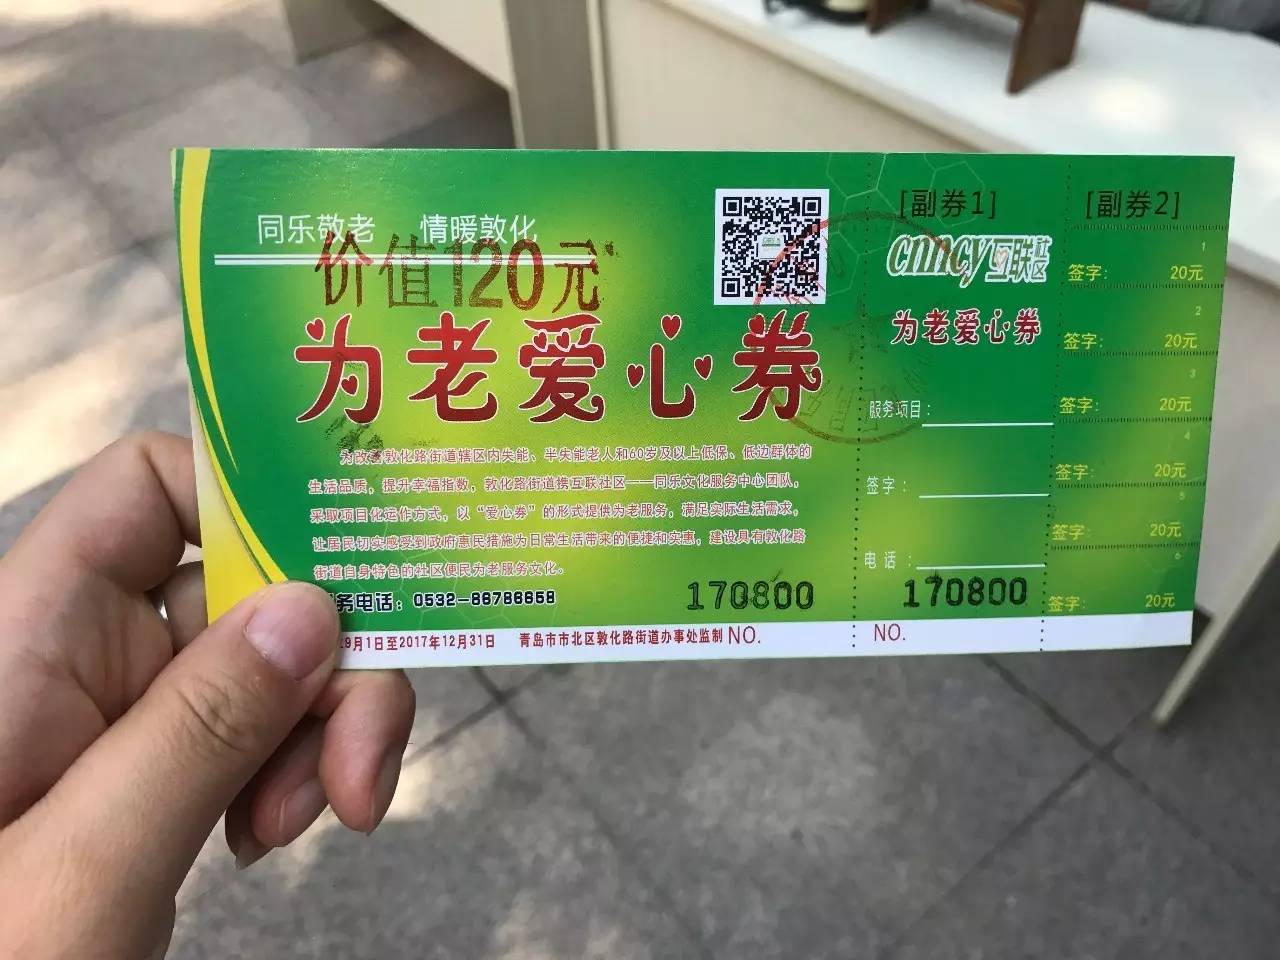 同乐敬老 情暖敦化
价值120元
为老爱心券
为改善敦化路街道辖区内失能、半失能老人和60岁及以上低保、低边群体的
生活品质，提升幸福指数，敦化路街道携互联社区——同乐文化服务中心团队，
采取项目化运作方式，以“爱心券”的形式提供为老服务，满足实际生活需求，
让居民切实感受到政府惠民措施为日常生活带来的便捷和实惠，建设具有敦化路
街道自身特色的社区便民为老服务文化。
务电话：0532-86786658
170800
9月1日至2017年12月31日 青岛市市北区敦化路街道办事处监制 NO.
[副券1]
cnncy互联社区
为老爱心券
服务项目：
签字：
电话：
170800
NO.
[副券2]
1
签字： 20元
2
签字： 20元
3
签字： 20元
4
签字： 20元
5
签字： 20元
6
签字： 20元